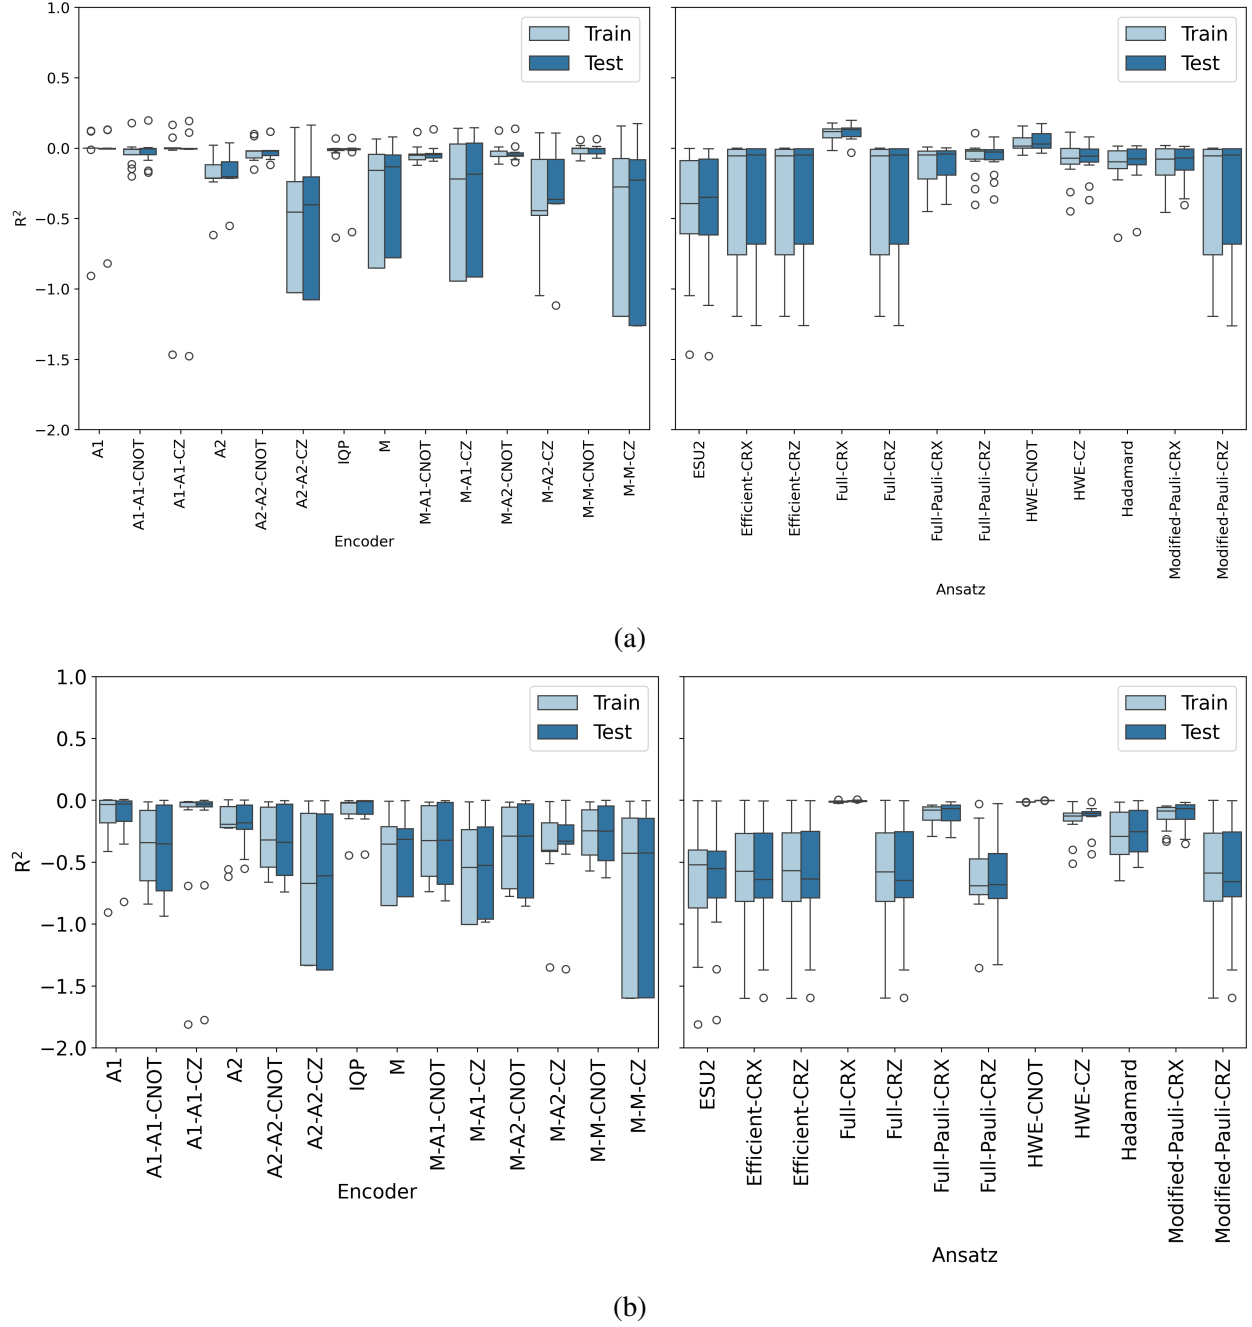 1.0
0.5
0.0
−0.5
−1.0
−1.5
−2.0
R²
Train
Test
A1
A1-A1-CNOT
A1-A1-CZ
A2
A2-A2-CNOT
A2-A2-CZ
IQP
M
M-A1-CNOT
M-A1-CZ
M-A2-CNOT
M-A2-CZ
M-M-CNOT
M-M-CZ
Encoder
Train
Test
ESU2
Efficient-CRX
Efficient-CRZ
Full-CRX
Full-CRZ
Full-Pauli-CRX
Full-Pauli-CRZ
HWE-CNOT
HWE-CZ
Hadamard
Modified-Pauli-CRX
Modified-Pauli-CRZ
Ansatz
(a)
1.0
0.5
0.0
−0.5
−1.0
−1.5
−2.0
R²
Train
Test
A1
A1-A1-CNOT
A1-A1-CZ
A2
A2-A2-CNOT
A2-A2-CZ
IQP
M
M-A1-CNOT
M-A1-CZ
M-A2-CNOT
M-A2-CZ
M-M-CNOT
M-M-CZ
Encoder
Train
Test
ESU2
Efficient-CRX
Efficient-CRZ
Full-CRX
Full-CRZ
Full-Pauli-CRX
Full-Pauli-CRZ
HWE-CNOT
HWE-CZ
Hadamard
Modified-Pauli-CRX
Modified-Pauli-CRZ
Ansatz
(b)